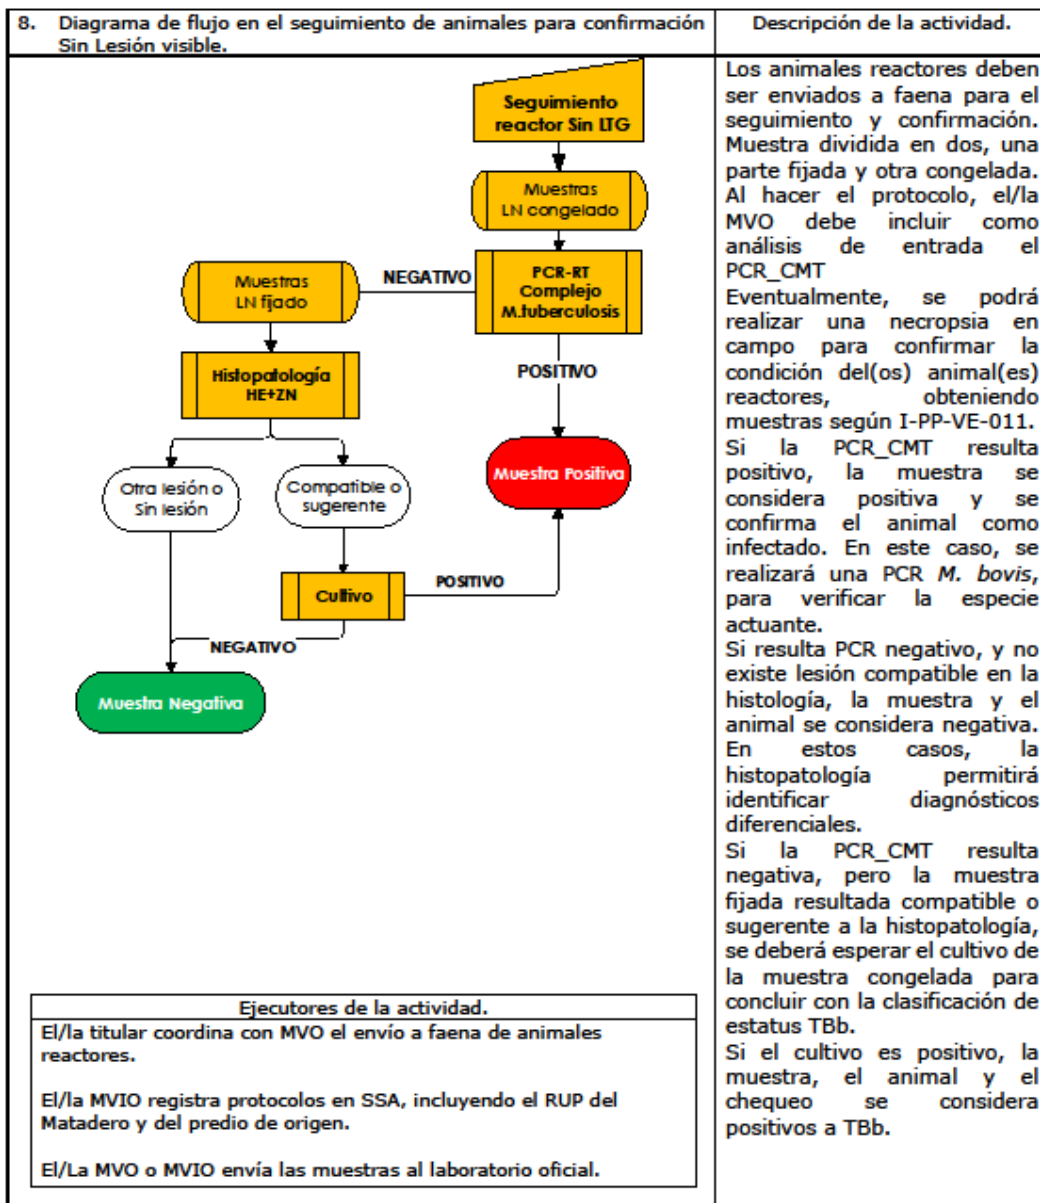 8. Diagrama de flujo en el seguimiento de animales para confirmación
Sin Lesión visible.
Descripción de la actividad.
Seguimiento
reactor Sin LTG
Muestras
LN congelado
PCR-RT
Complejo
M.tuberculosis
NEGATIVO
Muestras
LN fijado
Histopatología
HE+ZN
POSITIVO
Otra lesión o
Sin lesión
Compatible o
sugerente
Muestra Positiva
Cultivo
POSITIVO
NEGATIVO
Muestra Negativa
Ejecutores de la actividad.
El/la titular coordina con MVO el envío a faena de animales
reactores.
El/la MVIO registra protocolos en SSA, incluyendo el RUP del
Matadero y del predio de origen.
El/La MVO o MVIO envía las muestras al laboratorio oficial.
Los animales reactores deben
ser enviados a faena para el
seguimiento y confirmación.
Muestra dividida en dos, una
parte fijada y otra congelada.
Al hacer el protocolo, el/la
MVO debe incluir como
análisis de entrada el
PCR_CMT
Eventualmente, se podrá
realizar una necropsia en
campo para confirmar la
condición del(os) animal(es)
reactores, obteniendo
muestras según I-PP-VE-011.
Si la PCR_CMT resulta
positivo, la muestra se
considera positiva y se
confirma el animal como
infectado. En este caso, se
realizará una PCR M. bovis,
para verificar la especie
actuante.
Si resulta PCR negativo, y no
existe lesión compatible en la
histología, la muestra y el
animal se considera negativa.
En estos casos, la
histopatología permitirá
identificar diagnósticos
diferenciales.
Si la PCR_CMT resulta
negativa, pero la muestra
fijada resultada compatible o
sugerente a la histopatología,
se deberá esperar el cultivo de
la muestra congelada para
concluir con la clasificación de
estatus TBb.
Si el cultivo es positivo, la
muestra, el animal y el
chequeo se considera
positivos a TBb.